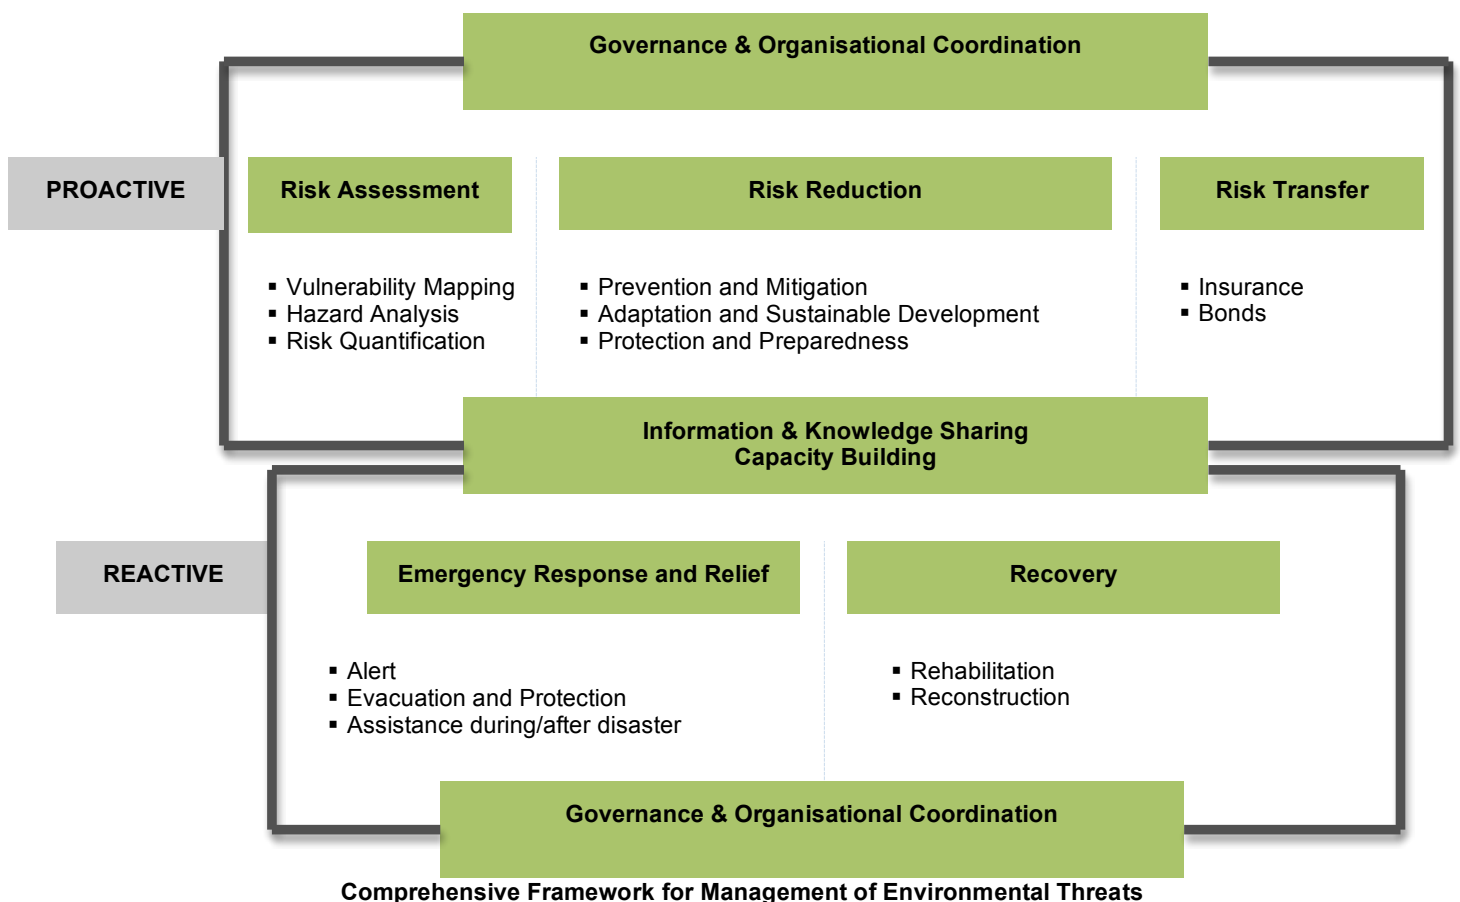 Governance & Organisational Coordination
PROACTIVE
Risk Assessment
Risk Reduction
Risk Transfer
▪ Vulnerability Mapping
▪ Hazard Analysis
▪ Risk Quantification
▪ Prevention and Mitigation
▪ Adaptation and Sustainable Development
▪ Protection and Preparedness
▪ Insurance
▪ Bonds
Information & Knowledge Sharing
Capacity Building
REACTIVE
Emergency Response and Relief
Recovery
▪ Alert
▪ Evacuation and Protection
▪ Assistance during/after disaster
▪ Rehabilitation
▪ Reconstruction
Governance & Organisational Coordination
Comprehensive Framework for Management of Environmental Threats